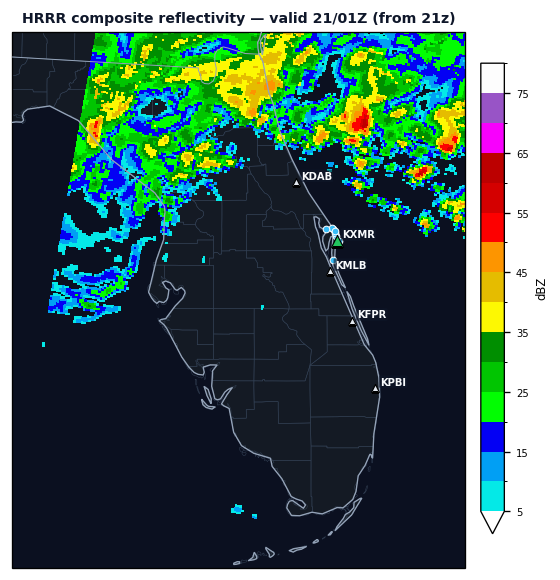 HRRR composite reflectivity — valid 21/01Z (from 21z)
KDAB
KXMR
KMLB
KFPR
KPBI
75
65
55
45
35
25
15
5
dBZ